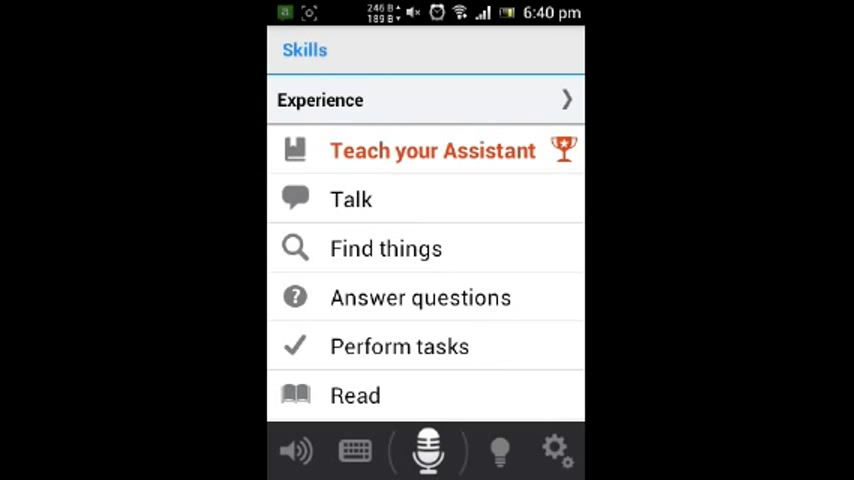 246 B
189 B
6:40 pm
Skills
Experience
Teach your Assistant
Talk
Find things
Answer questions
Perform tasks
Read